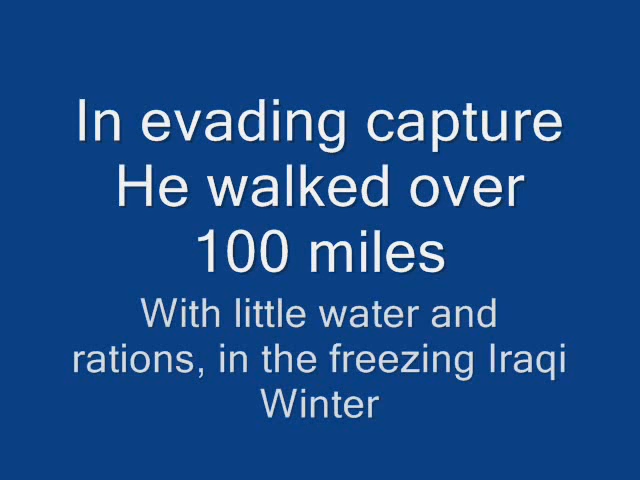 In evading capture
He walked over
100 miles
With little water and
rations, in the freezing Iraqi
Winter